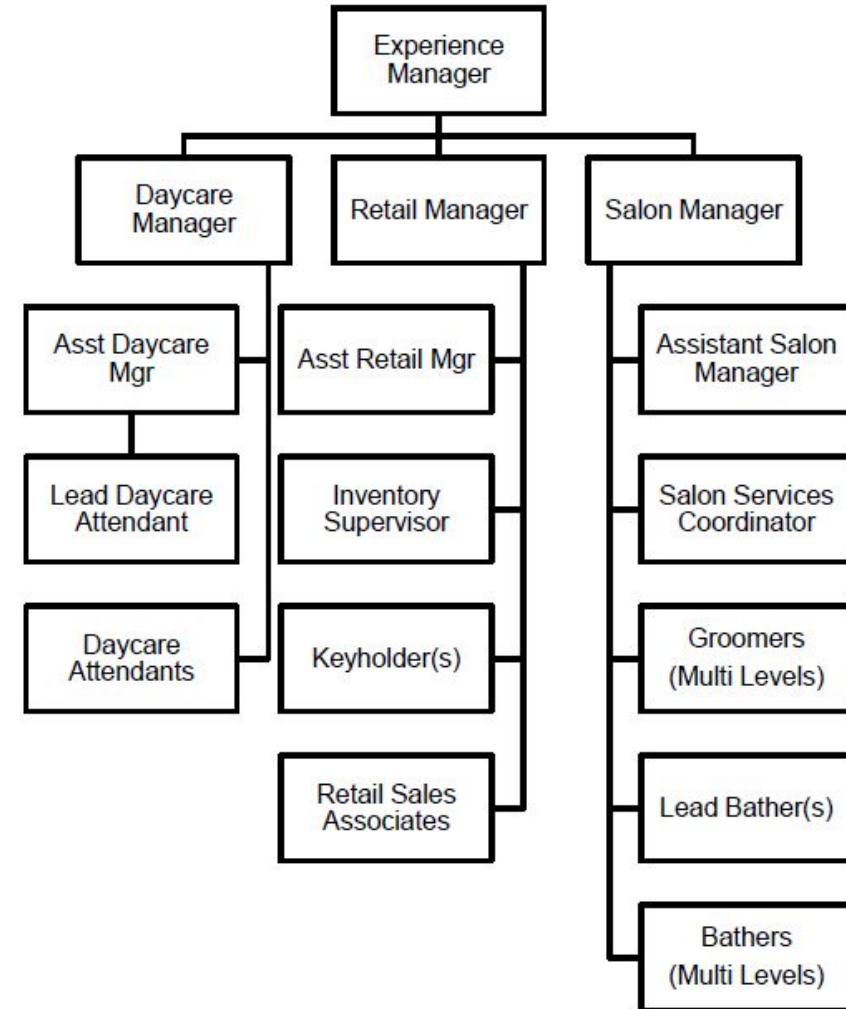 Experience
Manager
Daycare
Manager
Retail Manager
Salon Manager
Asst Daycare
Mgr
Asst Retail Mgr
Assistant Salon
Manager
Lead Daycare
Attendant
Inventory
Supervisor
Salon Services
Coordinator
Daycare
Attendants
Keyholder(s)
Groomers
(Multi Levels)
Retail Sales
Associates
Lead Bather(s)
Bathers
(Multi Levels)